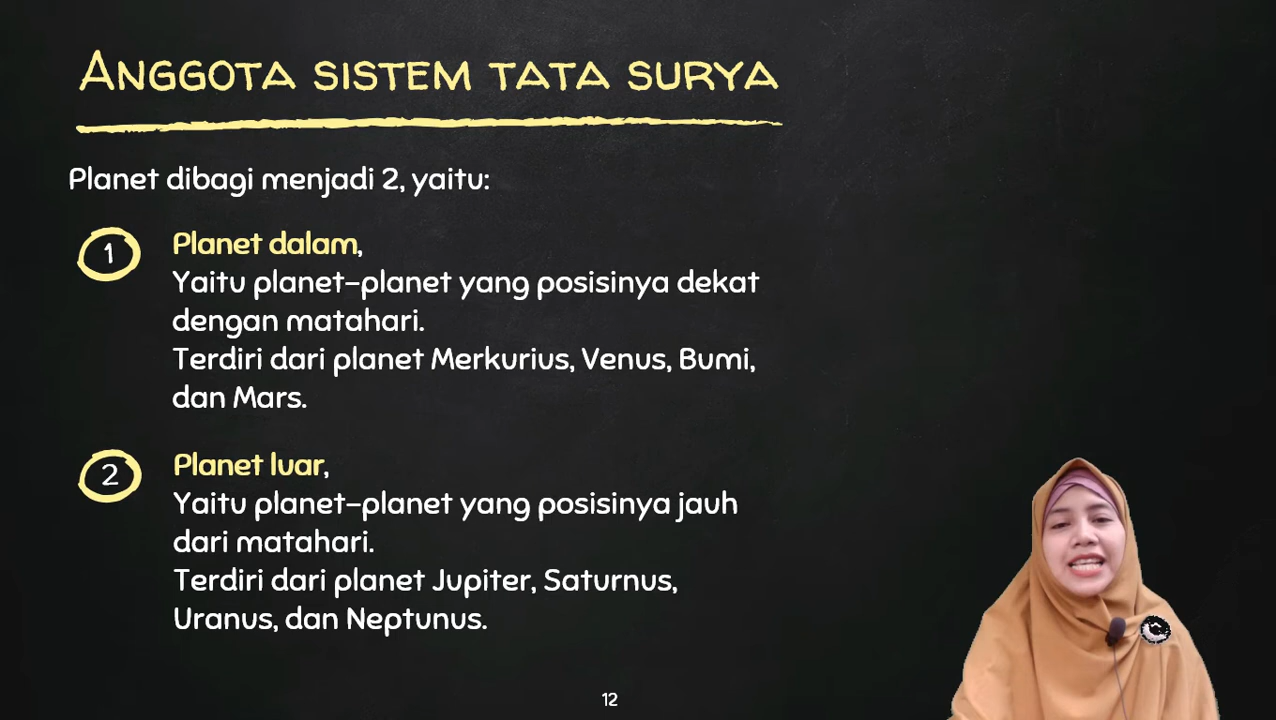 ANGGOTA SISTEM TATA SURYA
Planet dibagi menjadi 2, yaitu:
1
Planet dalam,
Yaitu planet-planet yang posisinya dekat
dengan matahari.
Terdiri dari planet Merkurius, Venus, Bumi,
dan Mars.
2
Planet luar,
Yaitu planet-planet yang posisinya jauh
dari matahari.
Terdiri dari planet Jupiter, Saturnus,
Uranus, dan Neptunus.
12